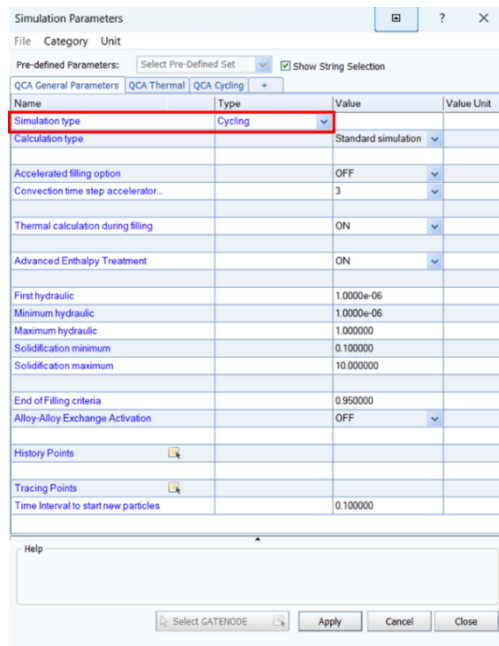 Simulation Parameters ? X
File Category Unit
Pre-defined Parameters: Select Pre-Defined Set Show String Selection
QCA General Parameters QCA Thermal QCA Cycling +
Name Type Value Value Unit
Simulation type Cycling
Calculation type Standard simulation
Accelerated filling option OFF
Convection time step accelerator... 3
Thermal calculation during filling ON
Advanced Enthalpy Treatment ON
First hydraulic 1.0000e-06
Minimum hydraulic 1.0000e-06
Maximum hydraulic 1.000000
Solidification minimum 0.100000
Solidification maximum 10.000000
End of Filling criteria 0.950000
Alloy-Alloy Exchange Activation OFF
History Points
Tracing Points
Time Interval to start new particles 0.100000
Help
Select GATENODE Apply Cancel Close